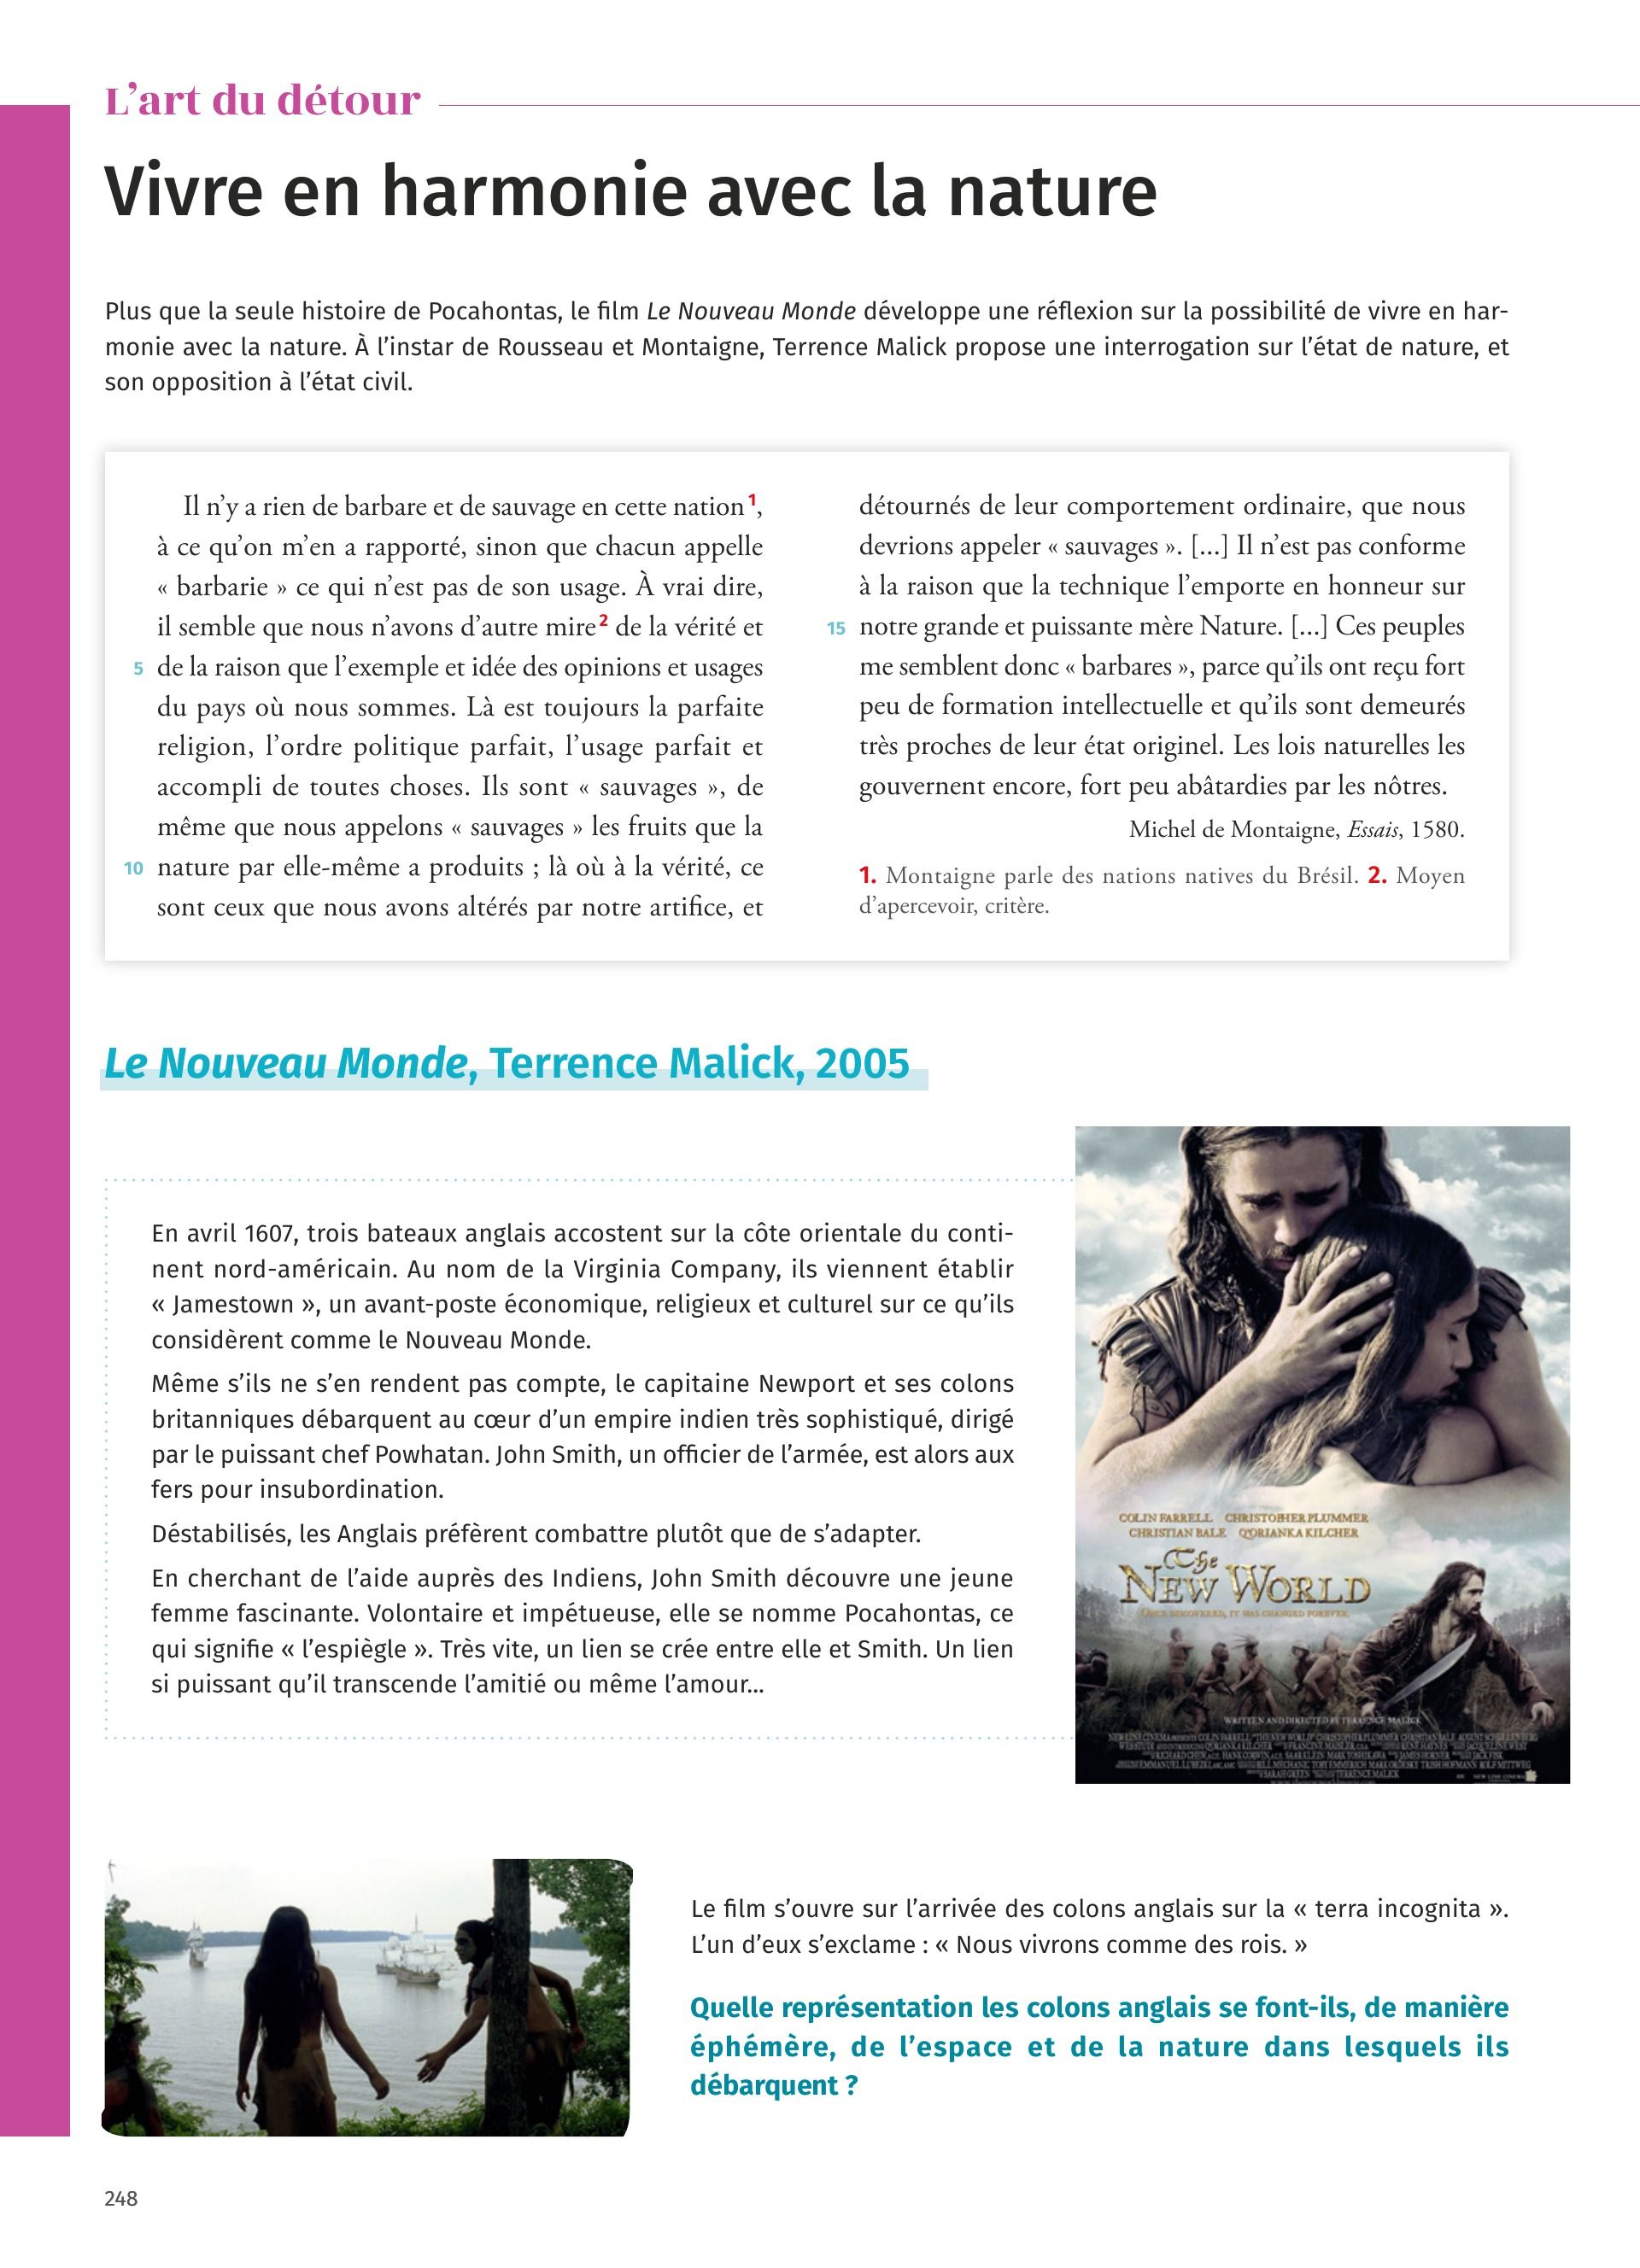 L’art du détour
Vivre en harmonie avec la nature
Plus que la seule histoire de Pocahontas, le film Le Nouveau Monde développe une réflexion sur la possibilité de vivre en har-
monie avec la nature. À l’instar de Rousseau et Montaigne, Terrence Malick propose une interrogation sur l’état de nature, et
son opposition à l’état civil.
Il n’y a rien de barbare et de sauvage en cette nation 1,
à ce qu’on m’en a rapporté, sinon que chacun appelle
« barbarie » ce qui n’est pas de son usage. À vrai dire,
il semble que nous n’avons d’autre mire 2 de la vérité et
5 de la raison que l’exemple et idée des opinions et usages
du pays où nous sommes. Là est toujours la parfaite
religion, l’ordre politique parfait, l’usage parfait et
accompli de toutes choses. Ils sont « sauvages », de
même que nous appelons « sauvages » les fruits que la
10 nature par elle-même a produits ; là où à la vérité, ce
sont ceux que nous avons altérés par notre artifice, et
détournés de leur comportement ordinaire, que nous
devrions appeler « sauvages ». [...] Il n’est pas conforme
à la raison que la technique l’emporte en honneur sur
15 notre grande et puissante mère Nature. [...] Ces peuples
me semblent donc « barbares », parce qu’ils ont reçu fort
peu de formation intellectuelle et qu’ils sont demeurés
très proches de leur état originel. Les lois naturelles les
gouvernent encore, fort peu abâtardies par les nôtres.
Michel de Montaigne, Essais, 1580.
1. Montaigne parle des nations natives du Brésil. 2. Moyen
d’apercevoir, critère.
Le Nouveau Monde, Terrence Malick, 2005
En avril 1607, trois bateaux anglais accostent sur la côte orientale du conti-
nent nord-américain. Au nom de la Virginia Company, ils viennent établir
« Jamestown », un avant-poste économique, religieux et culturel sur ce qu’ils
considèrent comme le Nouveau Monde.
Même s’ils ne s’en rendent pas compte, le capitaine Newport et ses colons
britanniques débarquent au cœur d’un empire indien très sophistiqué, dirigé
par le puissant chef Powhatan. John Smith, un officier de l’armée, est alors aux
fers pour insubordination.
Déstabilisés, les Anglais préfèrent combattre plutôt que de s’adapter.
En cherchant de l’aide auprès des Indiens, John Smith découvre une jeune
femme fascinante. Volontaire et impétueuse, elle se nomme Pocahontas, ce
qui signifie « l’espiègle ». Très vite, un lien se crée entre elle et Smith. Un lien
si puissant qu’il transcende l’amitié ou même l’amour...
COLIN FARRELL CHRISTOPHER PLUMMER
CHRISTIAN BALE Q'ORIANKA KILCHER
The
NEW WORLD
ONCE DISCOVERED, IT WAS CHANGED FOREVER.
WRITTEN AND DIRECTED BY TERRENCE MALICK
Le film s’ouvre sur l’arrivée des colons anglais sur la « terra incognita ».
L’un d’eux s’exclame : « Nous vivrons comme des rois. »
Quelle représentation les colons anglais se font-ils, de manière
éphémère, de l’espace et de la nature dans lesquels ils
débarquent ?
248